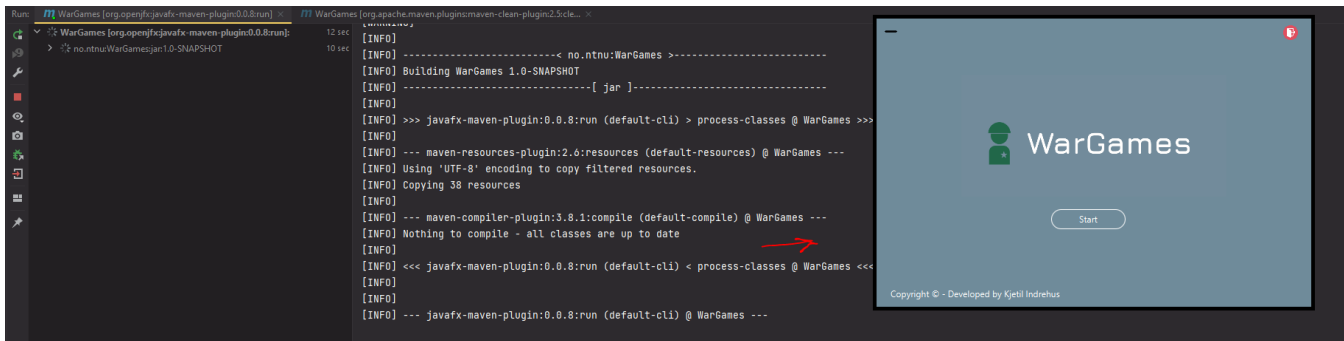 Run: WarGames [org.openjfx:javafx-maven-plugin:0.0.8:run] × WarGames [org.apache.maven.plugins:maven-clean-plugin:2.5:cle... ×
WarGames [org.openjfx:javafx-maven-plugin:0.0.8:run]: 12 sec
no.ntnu:WarGames:jar:1.0-SNAPSHOT 10 sec
[WARNING]
[INFO]
[INFO] --------------------------< no.ntnu:WarGames >--------------------------
[INFO] Building WarGames 1.0-SNAPSHOT
[INFO] --------------------------------[ jar ]---------------------------------
[INFO]
[INFO] >>> javafx-maven-plugin:0.0.8:run (default-cli) > process-classes @ WarGames >>>
[INFO]
[INFO] --- maven-resources-plugin:2.6:resources (default-resources) @ WarGames ---
[INFO] Using 'UTF-8' encoding to copy filtered resources.
[INFO] Copying 38 resources
[INFO]
[INFO] --- maven-compiler-plugin:3.8.1:compile (default-compile) @ WarGames ---
[INFO] Nothing to compile - all classes are up to date
[INFO]
[INFO] <<< javafx-maven-plugin:0.0.8:run (default-cli) < process-classes @ WarGames <<<
[INFO]
[INFO]
[INFO] --- javafx-maven-plugin:0.0.8:run (default-cli) @ WarGames ---
WarGames
Start
Copyright © - Developed by Kjetil Indrehus